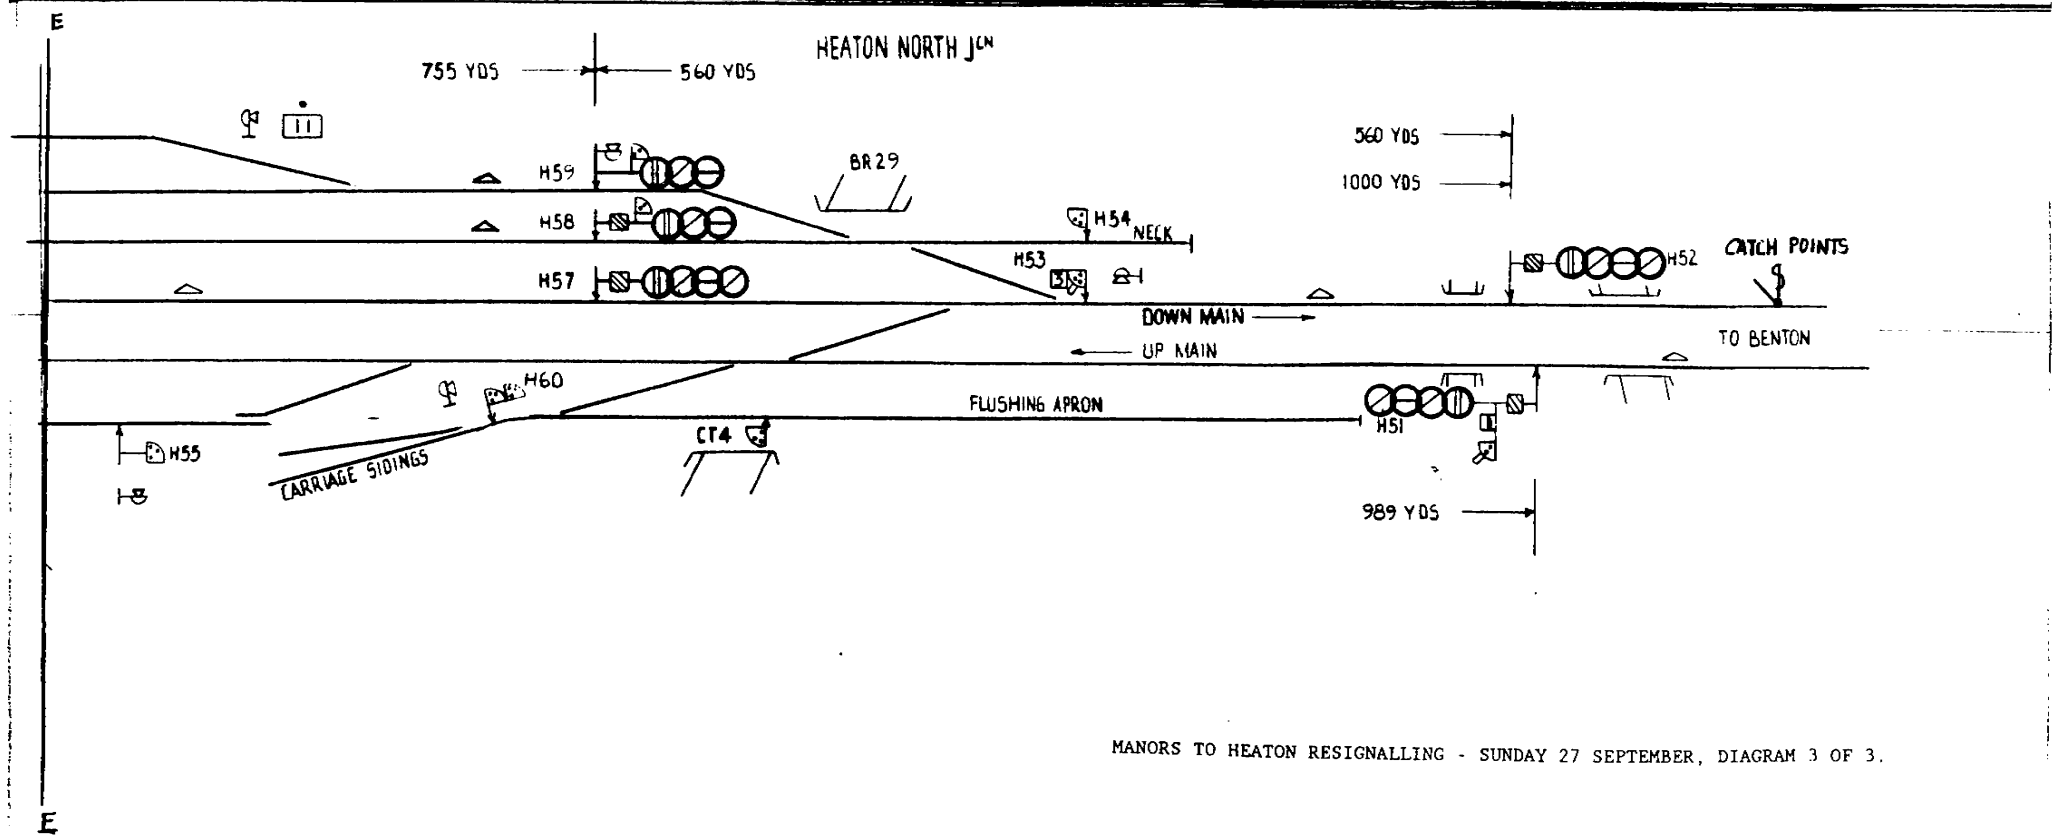 E
HEATON NORTH JCN
755 YDS
560 YDS
560 YDS
1000 YDS
H59
BR29
H58
H54
NECK
H53
3
H57
H52
CATCH POINTS
DOWN MAIN
UP MAIN
TO BENTON
H60
FLUSHING APRON
H51
CT4
H55
CARRIAGE SIDINGS
989 YDS
MANORS TO HEATON RESIGNALLING - SUNDAY 27 SEPTEMBER, DIAGRAM 3 OF 3.
E